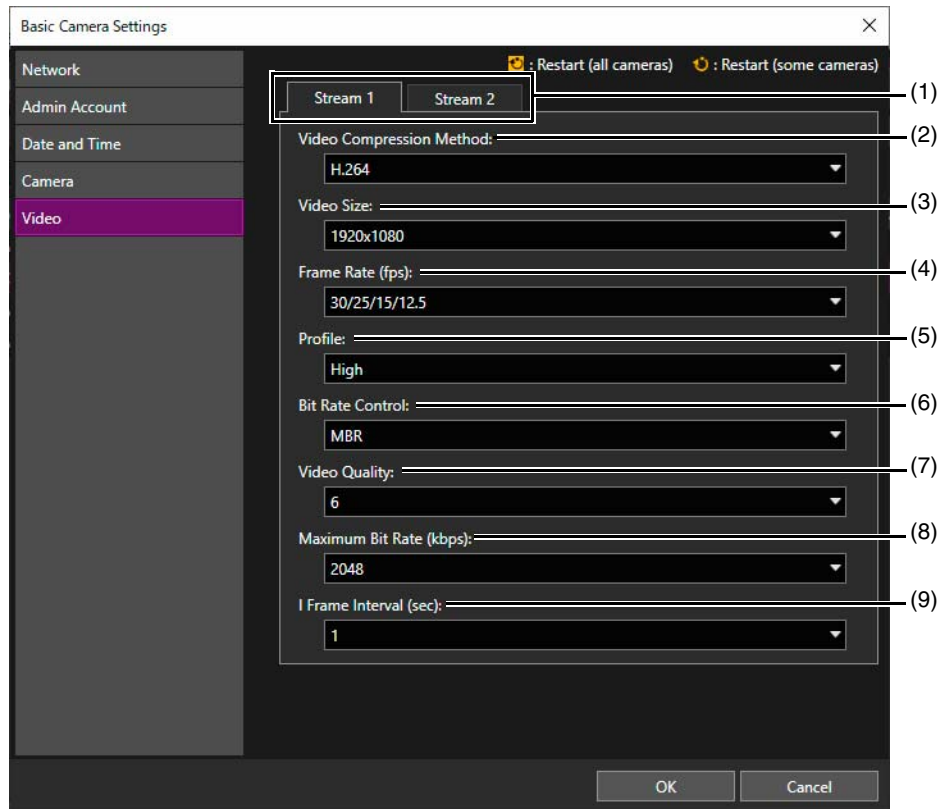 Basic Camera Settings
Network
Admin Account
Date and Time
Camera
Video
: Restart (all cameras) : Restart (some cameras)
Stream 1 Stream 2 (1)
Video Compression Method: (2)
H.264
Video Size: (3)
1920x1080
Frame Rate (fps): (4)
30/25/15/12.5
Profile: (5)
High
Bit Rate Control: (6)
MBR
Video Quality: (7)
6
Maximum Bit Rate (kbps): (8)
2048
I Frame Interval (sec): (9)
1
OK Cancel